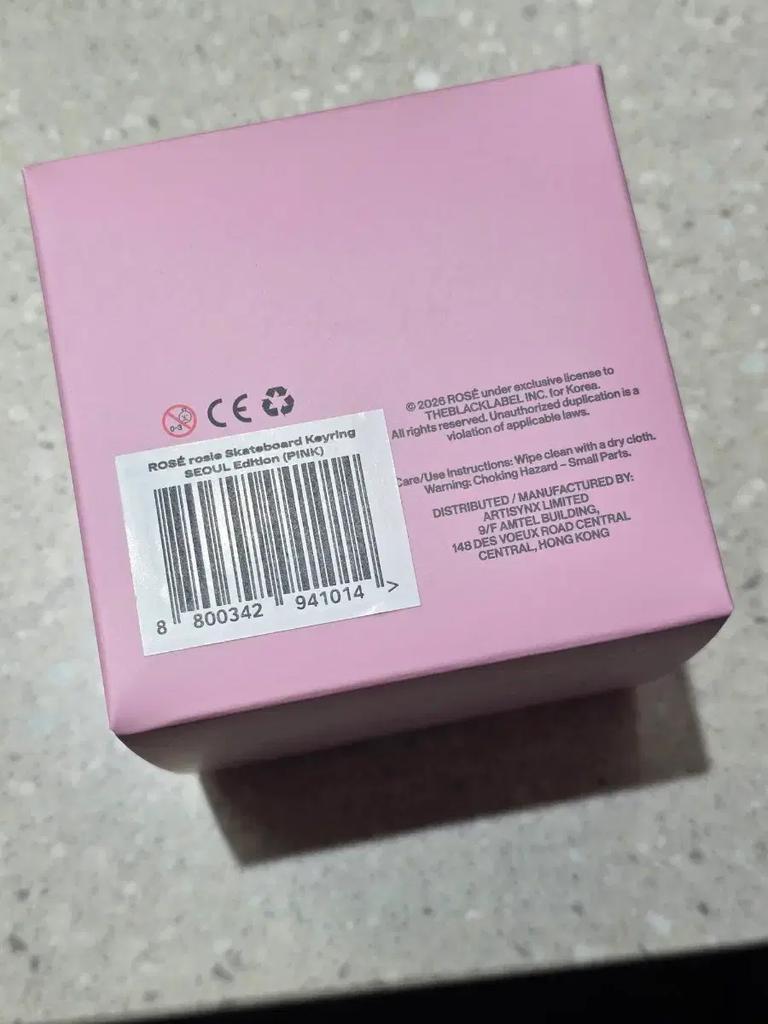 0-3
CE
ROSÉ rosie Skateboard Keyring
SEOUL Edition (PINK)
8 800342 941014 >
© 2026 ROSÉ under exclusive license to
THEBLACKLABEL INC. for Korea.
All rights reserved. Unauthorized duplication is a
violation of applicable laws.
Care/Use Instructions: Wipe clean with a dry cloth.
Warning: Choking Hazard – Small Parts.
DISTRIBUTED / MANUFACTURED BY:
ARTISYNX LIMITED
9/F AMTEL BUILDING,
148 DES VOEUX ROAD CENTRAL
CENTRAL, HONG KONG